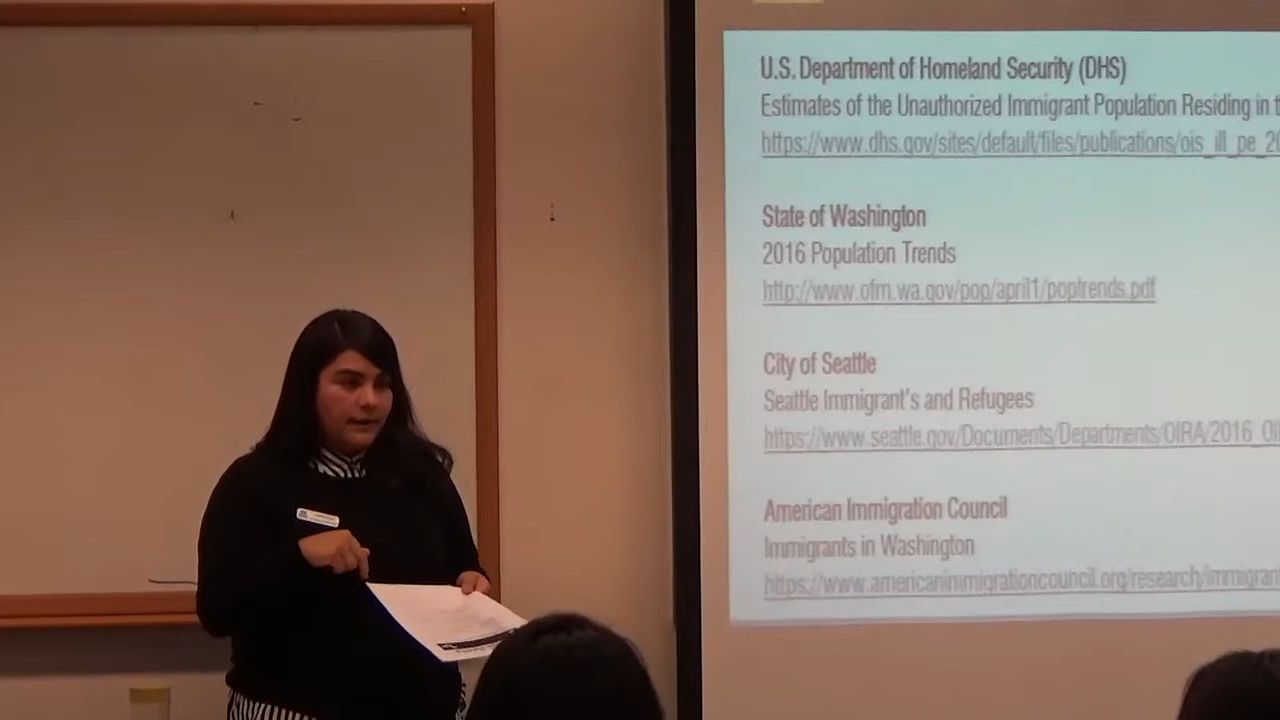 U.S. Department of Homeland Security (DHS)
Estimates of the Unauthorized Immigrant Population Residing in t
https://www.dhs.gov/sites/default/files/publications/ois_ill_pe_20
State of Washington
2016 Population Trends
http://www.ofm.wa.gov/pop/april1/poptrends.pdf
City of Seattle
Seattle Immigrant's and Refugees
https://www.seattle.gov/Documents/Departments/OIRA/2016_OI
American Immigration Council
Immigrants in Washington
https://www.americanimmigrationcouncil.org/research/immigrant